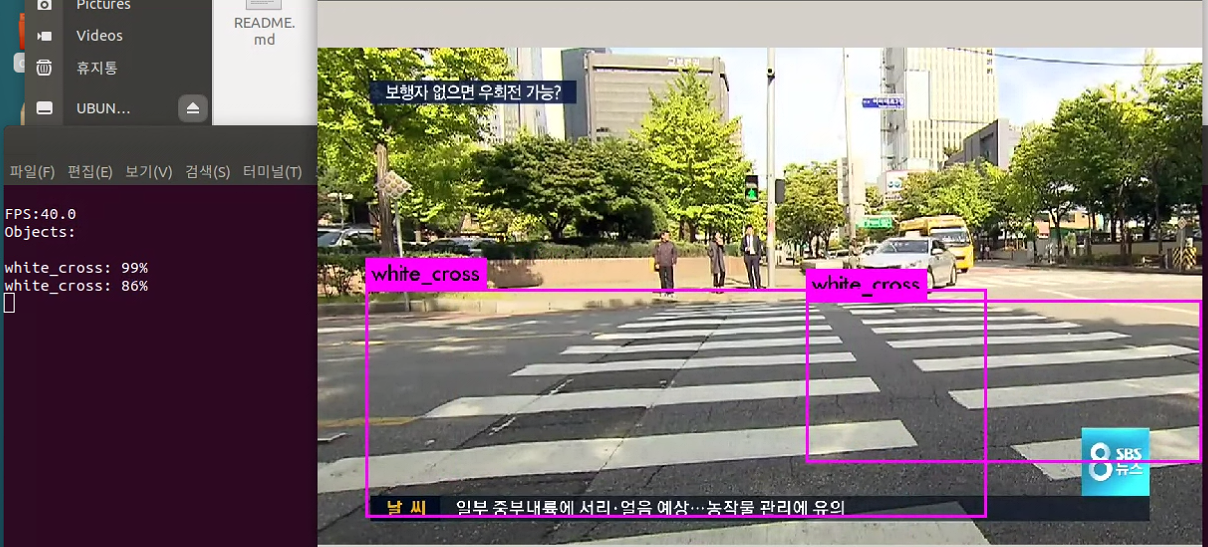 Pictures
Videos
휴지통
UBUN...
README.
md
파일(F) 편집(E) 보기(V) 검색(S) 터미널(T)
FPS:40.0
Objects:
white_cross: 99%
white_cross: 86%
보행자 없으면 우회전 가능?
white_cross
white_cross
8 SBS
뉴스
날 씨 일부 중부내륙에 서리·얼음 예상…농작물 관리에 유의